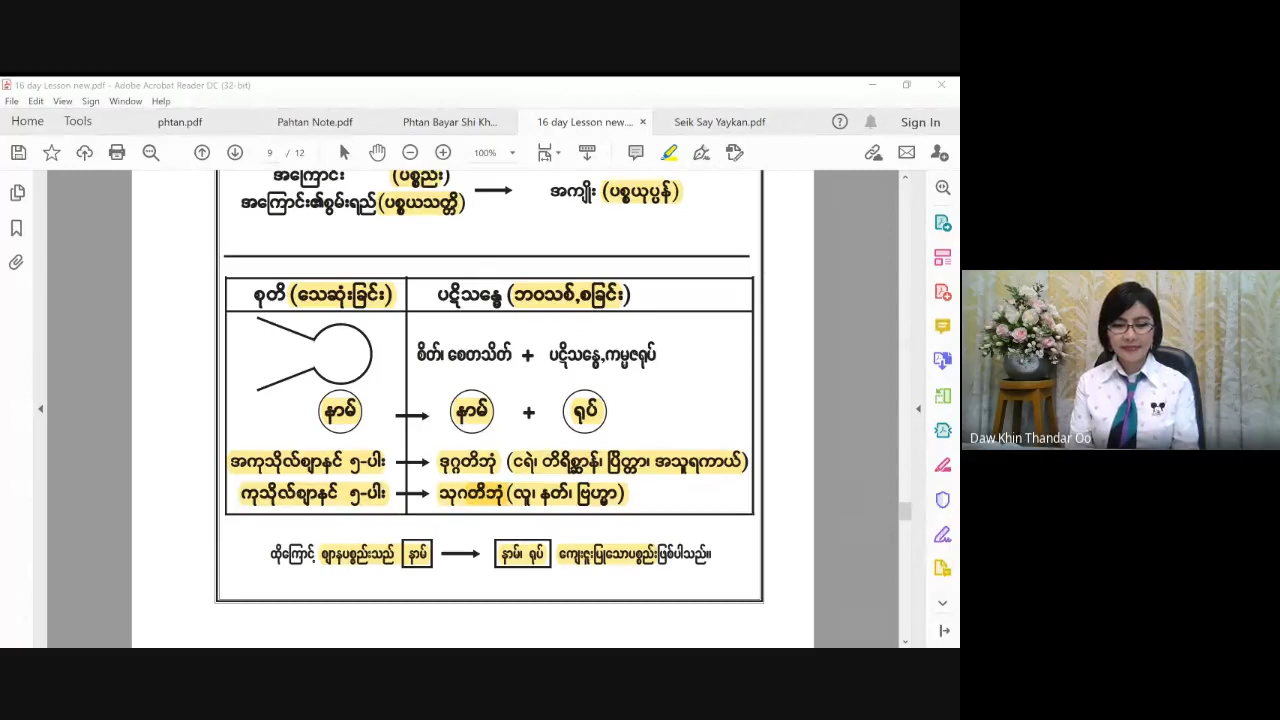 16 day Lesson new.pdf - Adobe Acrobat Reader DC (32-bit)
File Edit View Sign Window Help
Home Tools phtan.pdf Pahtan Note.pdf Phtan Bayar Shi Kh... 16 day Lesson new.... × Seik Say Yaykan.pdf Sign In
9 / 12 100%
အကြောင်း (ပစ္စည်း)
အကြောင်း၏စွမ်းရည် (ပစ္စယသတ္တိ) အကျိုး (ပစ္စယုပ္ပန်)
စုတိ (သေဆုံးခြင်း) ပဋိသန္ဓေ (ဘဝသစ်,စခြင်း)
စိတ်၊ စေတသိတ် + ပဋိသန္ဓေ,ကမ္မဇရုပ်
နာမ် နာမ် + ရုပ်
အကုသိုလ်ဈာနင် ၅-ပါး ဒုဂ္ဂတိဘုံ (ငရဲ၊ တိရိစ္ဆာန်၊ ပြိတ္တာ၊ အသူရကာယ်)
ကုသိုလ်ဈာနင် ၅-ပါး သုဂတိဘုံ (လူ၊ နတ်၊ ဗြဟ္မာ)
ထို့ကြောင့် ဈာနပစ္စည်းသည် နာမ် နာမ်၊ ရုပ် ကျေးဇူးပြုသောပစ္စည်းဖြစ်ပါသည်။
Daw Khin Thandar Oo